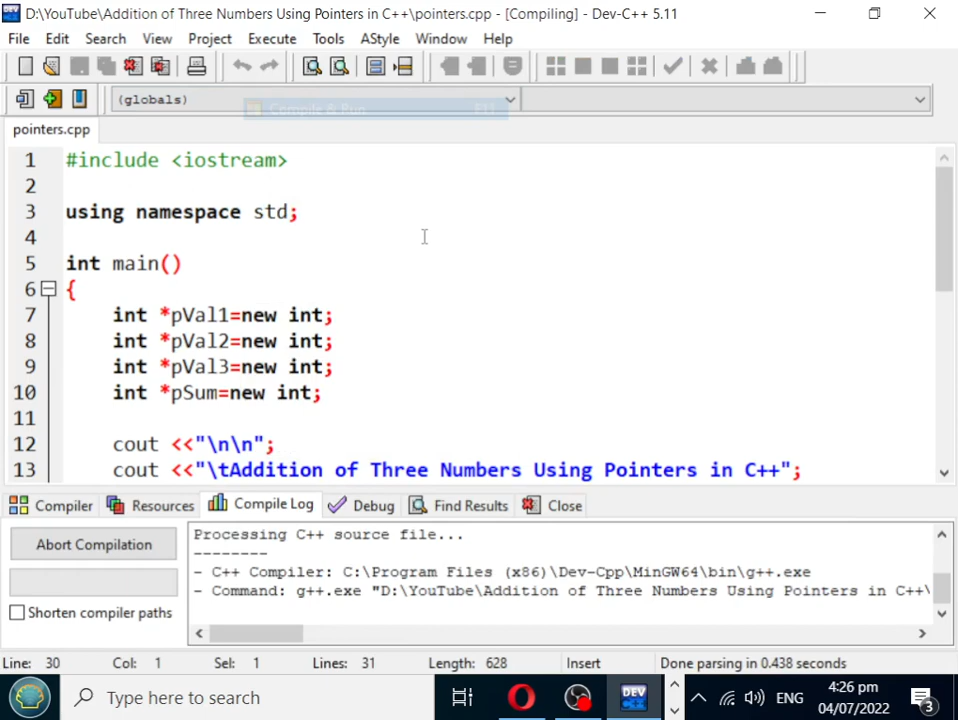 D:\YouTube\Addition of Three Numbers Using Pointers in C++\pointers.cpp - [Compiling] - Dev-C++ 5.11
File Edit Search View Project Execute Tools AStyle Window Help
(globals)
Compile & Run F11
pointers.cpp
1 #include <iostream>
2
3 using namespace std;
4
5 int main()
6 {
7 int *pVal1=new int;
8 int *pVal2=new int;
9 int *pVal3=new int;
10 int *pSum=new int;
11
12 cout <<"\n\n";
13 cout <<"\tAddition of Three Numbers Using Pointers in C++";
Compiler Resources Compile Log Debug Find Results Close
Abort Compilation
Shorten compiler paths
Processing C++ source file...
--------
- C++ Compiler: C:\Program Files (x86)\Dev-Cpp\MinGW64\bin\g++.exe
- Command: g++.exe "D:\YouTube\Addition of Three Numbers Using Pointers in C++\
Line: 30 Col: 1 Sel: 1 Lines: 31 Length: 628 Insert Done parsing in 0.438 seconds
Type here to search
DEV
C++
ENG
4:26 pm
04/07/2022
3